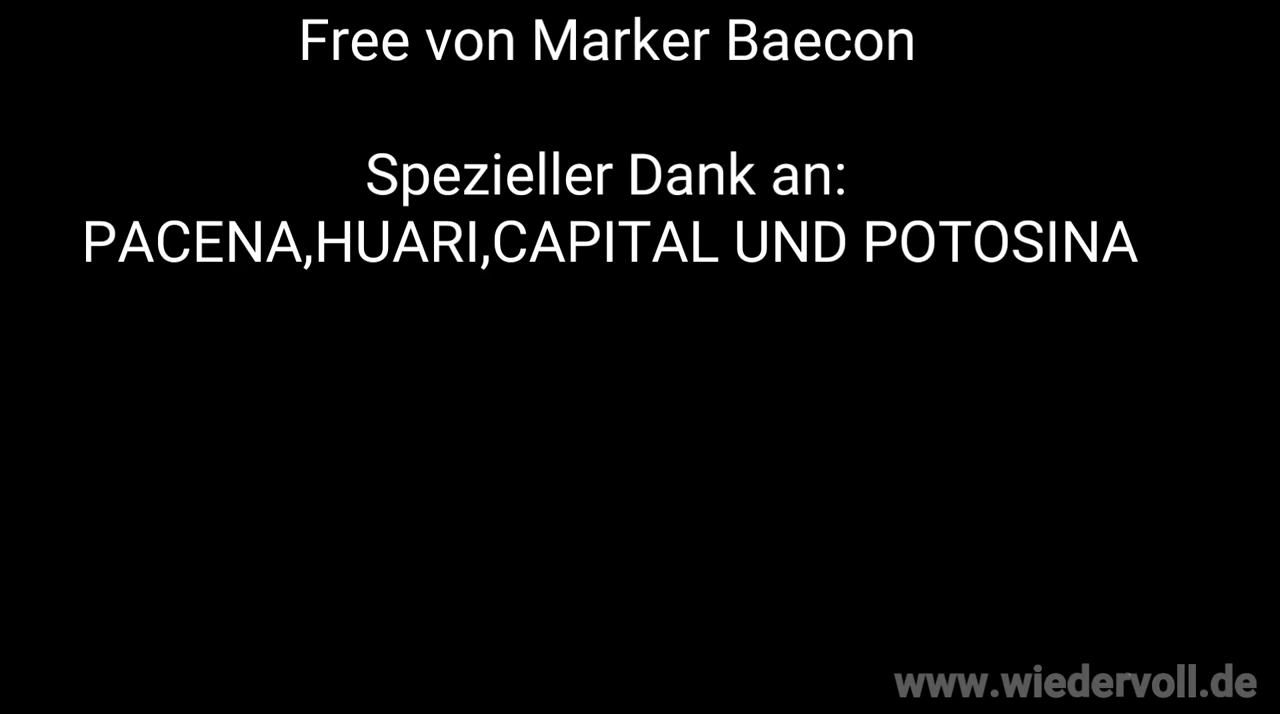 Free von Marker Baecon
Spezieller Dank an:
PACENA,HUARI,CAPITAL UND POTOSINA
www.wiedervoll.de